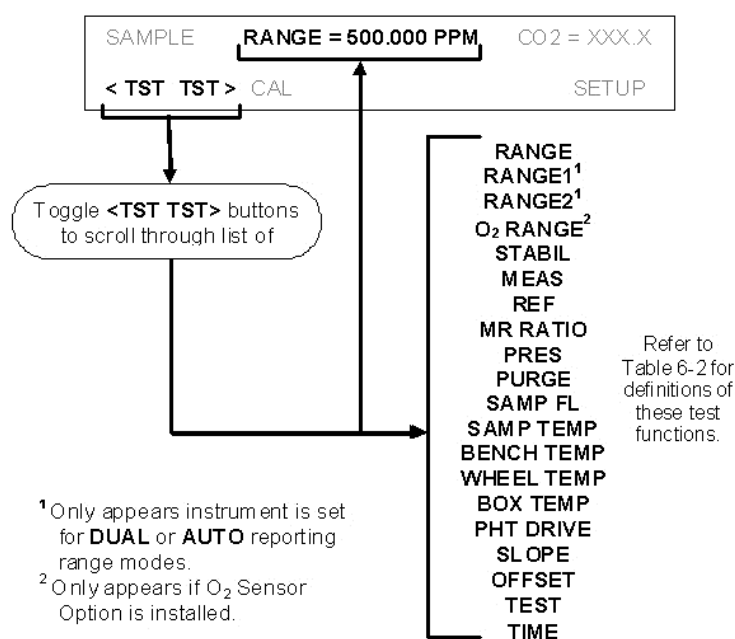 SAMPLE RANGE = 500.000 PPM CO2 = XXX.X
< TST TST > CAL SETUP
Toggle <TST TST> buttons
to scroll through list of
RANGE
RANGE1¹
RANGE2¹
O₂ RANGE²
STABIL
MEAS
REF
MR RATIO
PRES
PURGE
SAMP FL
SAMP TEMP
BENCH TEMP
WHEEL TEMP
BOX TEMP
PHT DRIVE
SLOPE
OFFSET
TEST
TIME
Refer to
Table 6-2 for
definitions of
these test
functions.
¹ Only appears instrument is set
for DUAL or AUTO reporting
range modes.
² Only appears if O₂ Sensor
Option is installed.